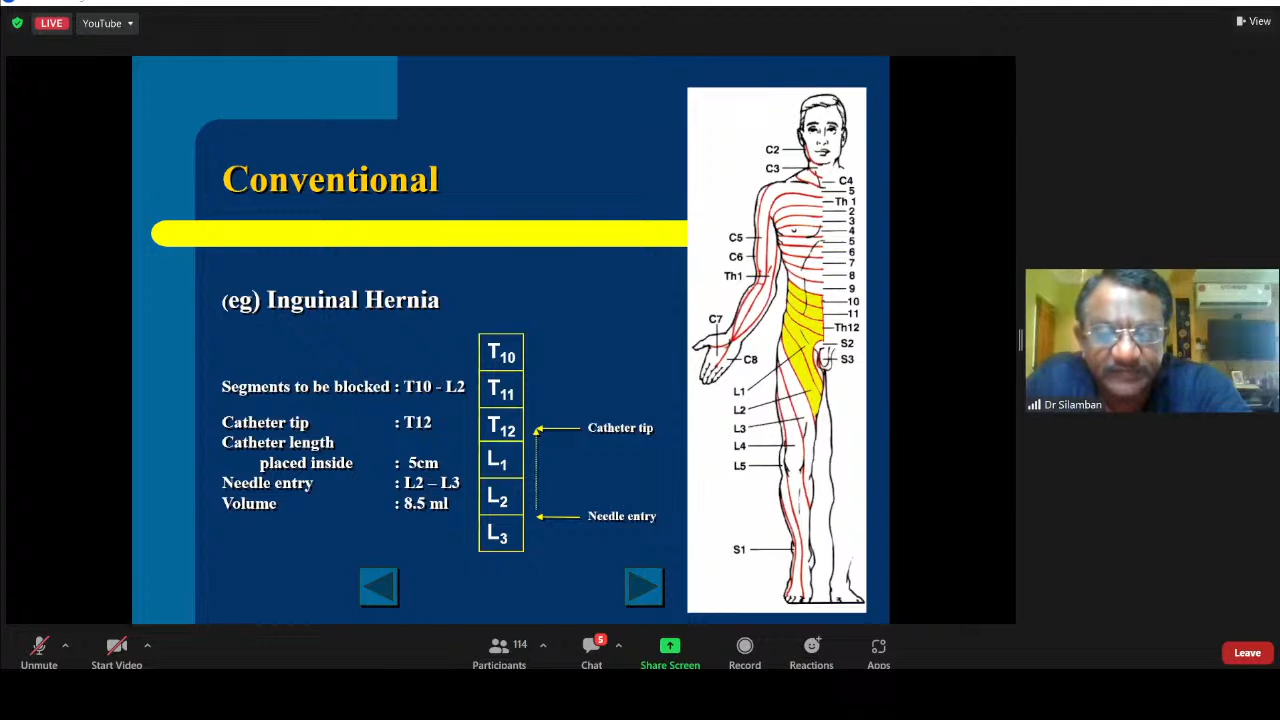 LIVE
YouTube
View
Conventional
(eg) Inguinal Hernia
Segments to be blocked : T10 - L2
Catheter tip : T12
Catheter length
placed inside : 5cm
Needle entry : L2 – L3
Volume : 8.5 ml
T10
T11
T12
L1
L2
L3
Catheter tip
Needle entry
C2
C3
C4
5
Th 1
2
3
4
5
6
7
8
9
10
11
Th12
S2
S3
C5
C6
Th1
C7
C8
L1
L2
L3
L4
L5
S1
Dr Silamban
Unmute
Start Video
114
Participants
5
Chat
Share Screen
Record
Reactions
Apps
Leave